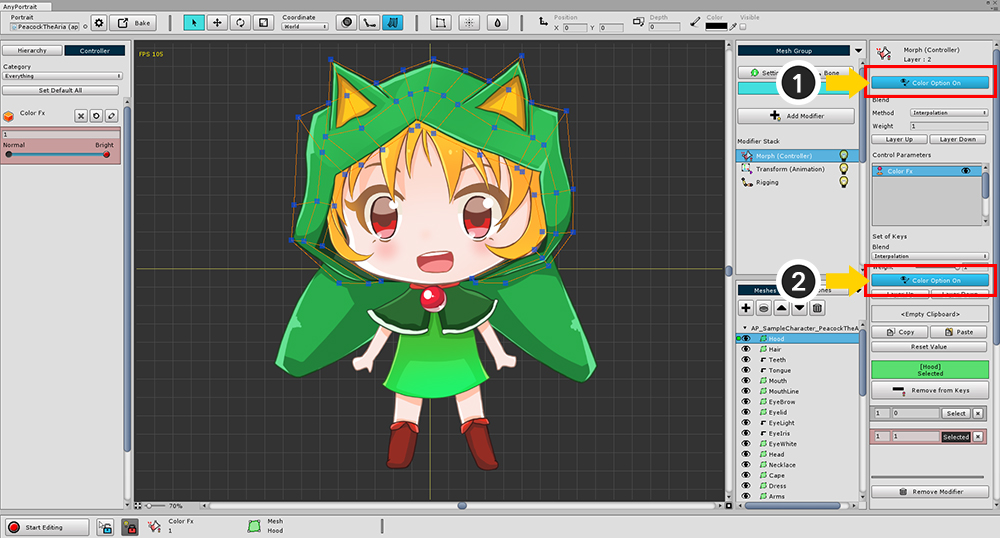 AnyPortrait
Portrait
PeacockTheAria (ap
Bake
Coordinate
World
Position
X 0
Y 0
Depth
0
Color
Visible
Hierarchy
Controller
Category
Everything
Set Default All
Color Fx
1
Normal
Bright
FPS 105
Mesh Group
Bone
Add Modifier
Modifier Stack
Morph (Controller)
Transform (Animation)
Rigging
Meshes
AP_SampleCharacter_PeacockTheA
Hood
Hair
Teeth
Tongue
Mouth
MouthLine
EyeBrow
Eyelid
EyeLight
EyeIris
EyeWhite
Head
Necklace
Cape
Dress
Arms
Morph (Controller)
Layer : 2
1
Color Option On
Blend
Method
Interpolation
Weight
1
Layer Up
Layer Down
Control Parameters
Color Fx
Set of Keys
Blend
Interpolation
2
Color Option On
<Empty Clipboard>
Copy
Paste
Reset Value
[Hood]
Selected
Remove from Keys
1 0 Select
1 1 Selected
Remove Modifier
70%
Start Editing
Color Fx
1
Mesh
Hood